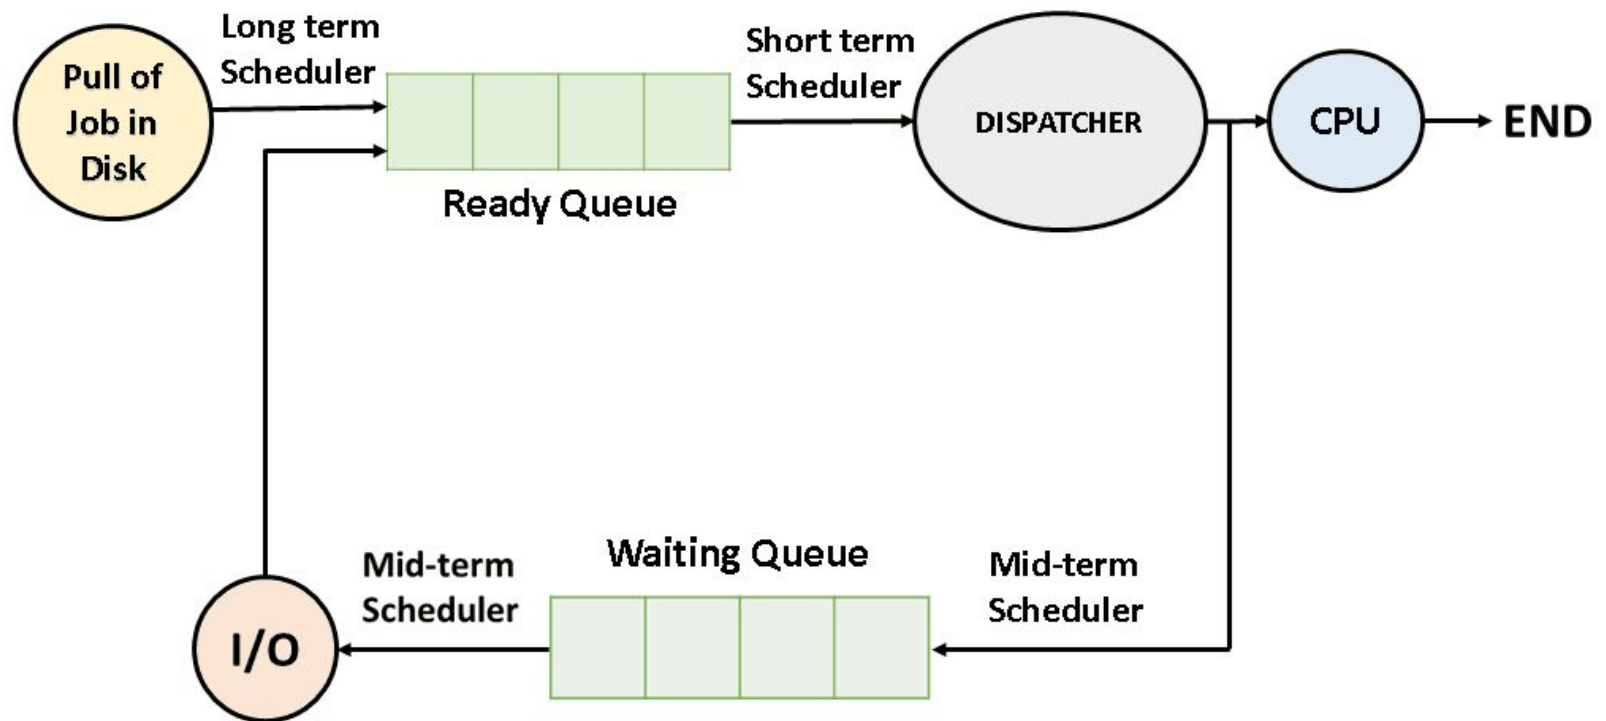 Pull of
Job in
Disk
Long term
Scheduler
Ready Queue
Short term
Scheduler
DISPATCHER
CPU
END
I/O
Mid-term
Scheduler
Waiting Queue
Mid-term
Scheduler